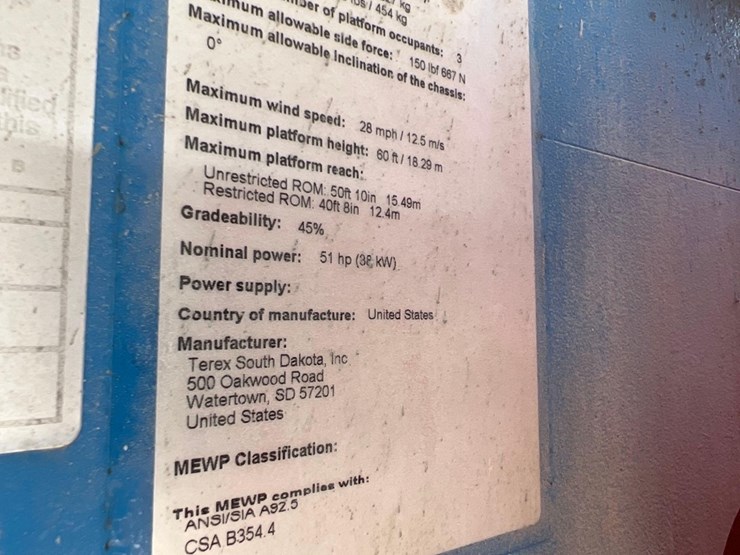 / 454 kg
of platform occupants: 3
allowable side force: 150 lbf 667 N
Maximum allowable inclination of the chassis:
0°
Maximum wind speed: 28 mph / 12.5 m/s
Maximum platform height: 60 ft / 18.29 m
Maximum platform reach:
Unrestricted ROM: 50ft 10in 15.49m
Restricted ROM: 40ft 8in 12.4m
Gradeability: 45%
Nominal power: 51 hp (38 kW)
Power supply:
Country of manufacture: United States
Manufacturer:
Terex South Dakota, Inc
500 Oakwood Road
Watertown, SD 57201
United States
MEWP Classification:
This MEWP complies with:
ANSI/SIA A92.5
CSA B354.4